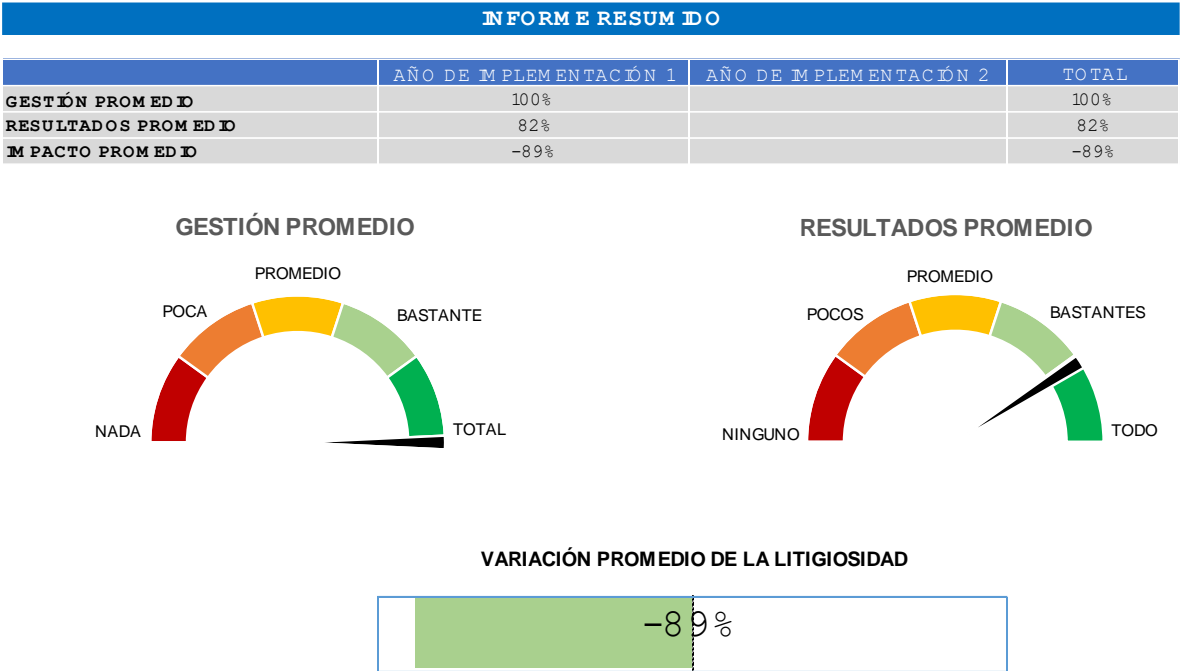 INFORME RESUMIDO
AÑO DE IMPLEMENTACIÓN 1 AÑO DE IMPLEMENTACIÓN 2 TOTAL
GESTIÓN PROMEDIO 100% 100%
RESULTADOS PROMEDIO 82% 82%
IMPACTO PROMEDIO -89% -89%
GESTIÓN PROMEDIO
PROMEDIO
POCA
BASTANTE
NADA
TOTAL
RESULTADOS PROMEDIO
PROMEDIO
POCOS
BASTANTES
NINGUNO
TODO
VARIACIÓN PROMEDIO DE LA LITIGIOSIDAD
-89%